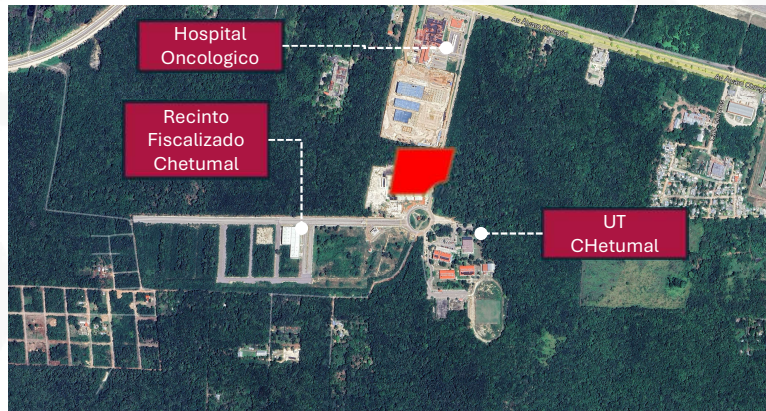 Hospital
Oncologico
Recinto
Fiscalizado
Chetumal
UT
CHetumal